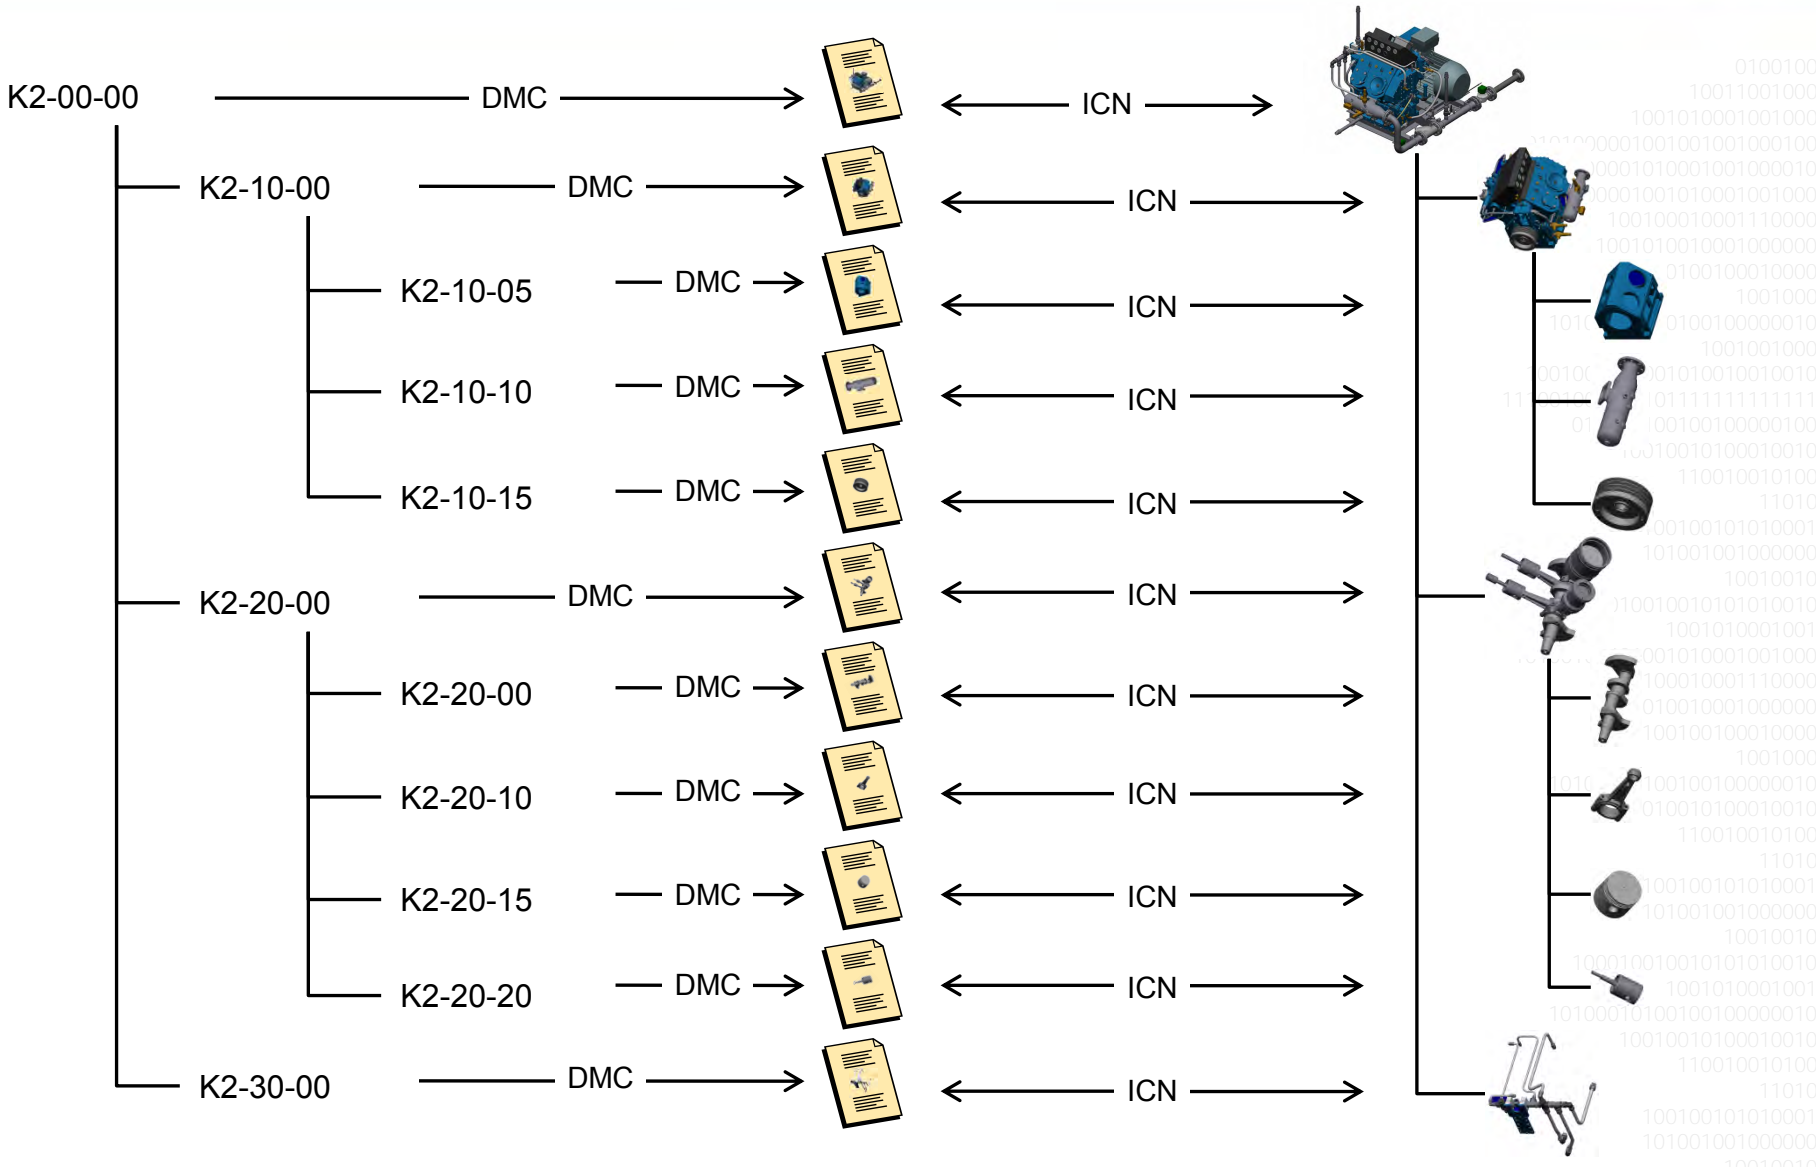 K2-00-00 DMC ICN
K2-10-00 DMC ICN
K2-10-05 DMC ICN
K2-10-10 DMC ICN
K2-10-15 DMC ICN
K2-20-00 DMC ICN
K2-20-00 DMC ICN
K2-20-10 DMC ICN
K2-20-15 DMC ICN
K2-20-20 DMC ICN
K2-30-00 DMC ICN